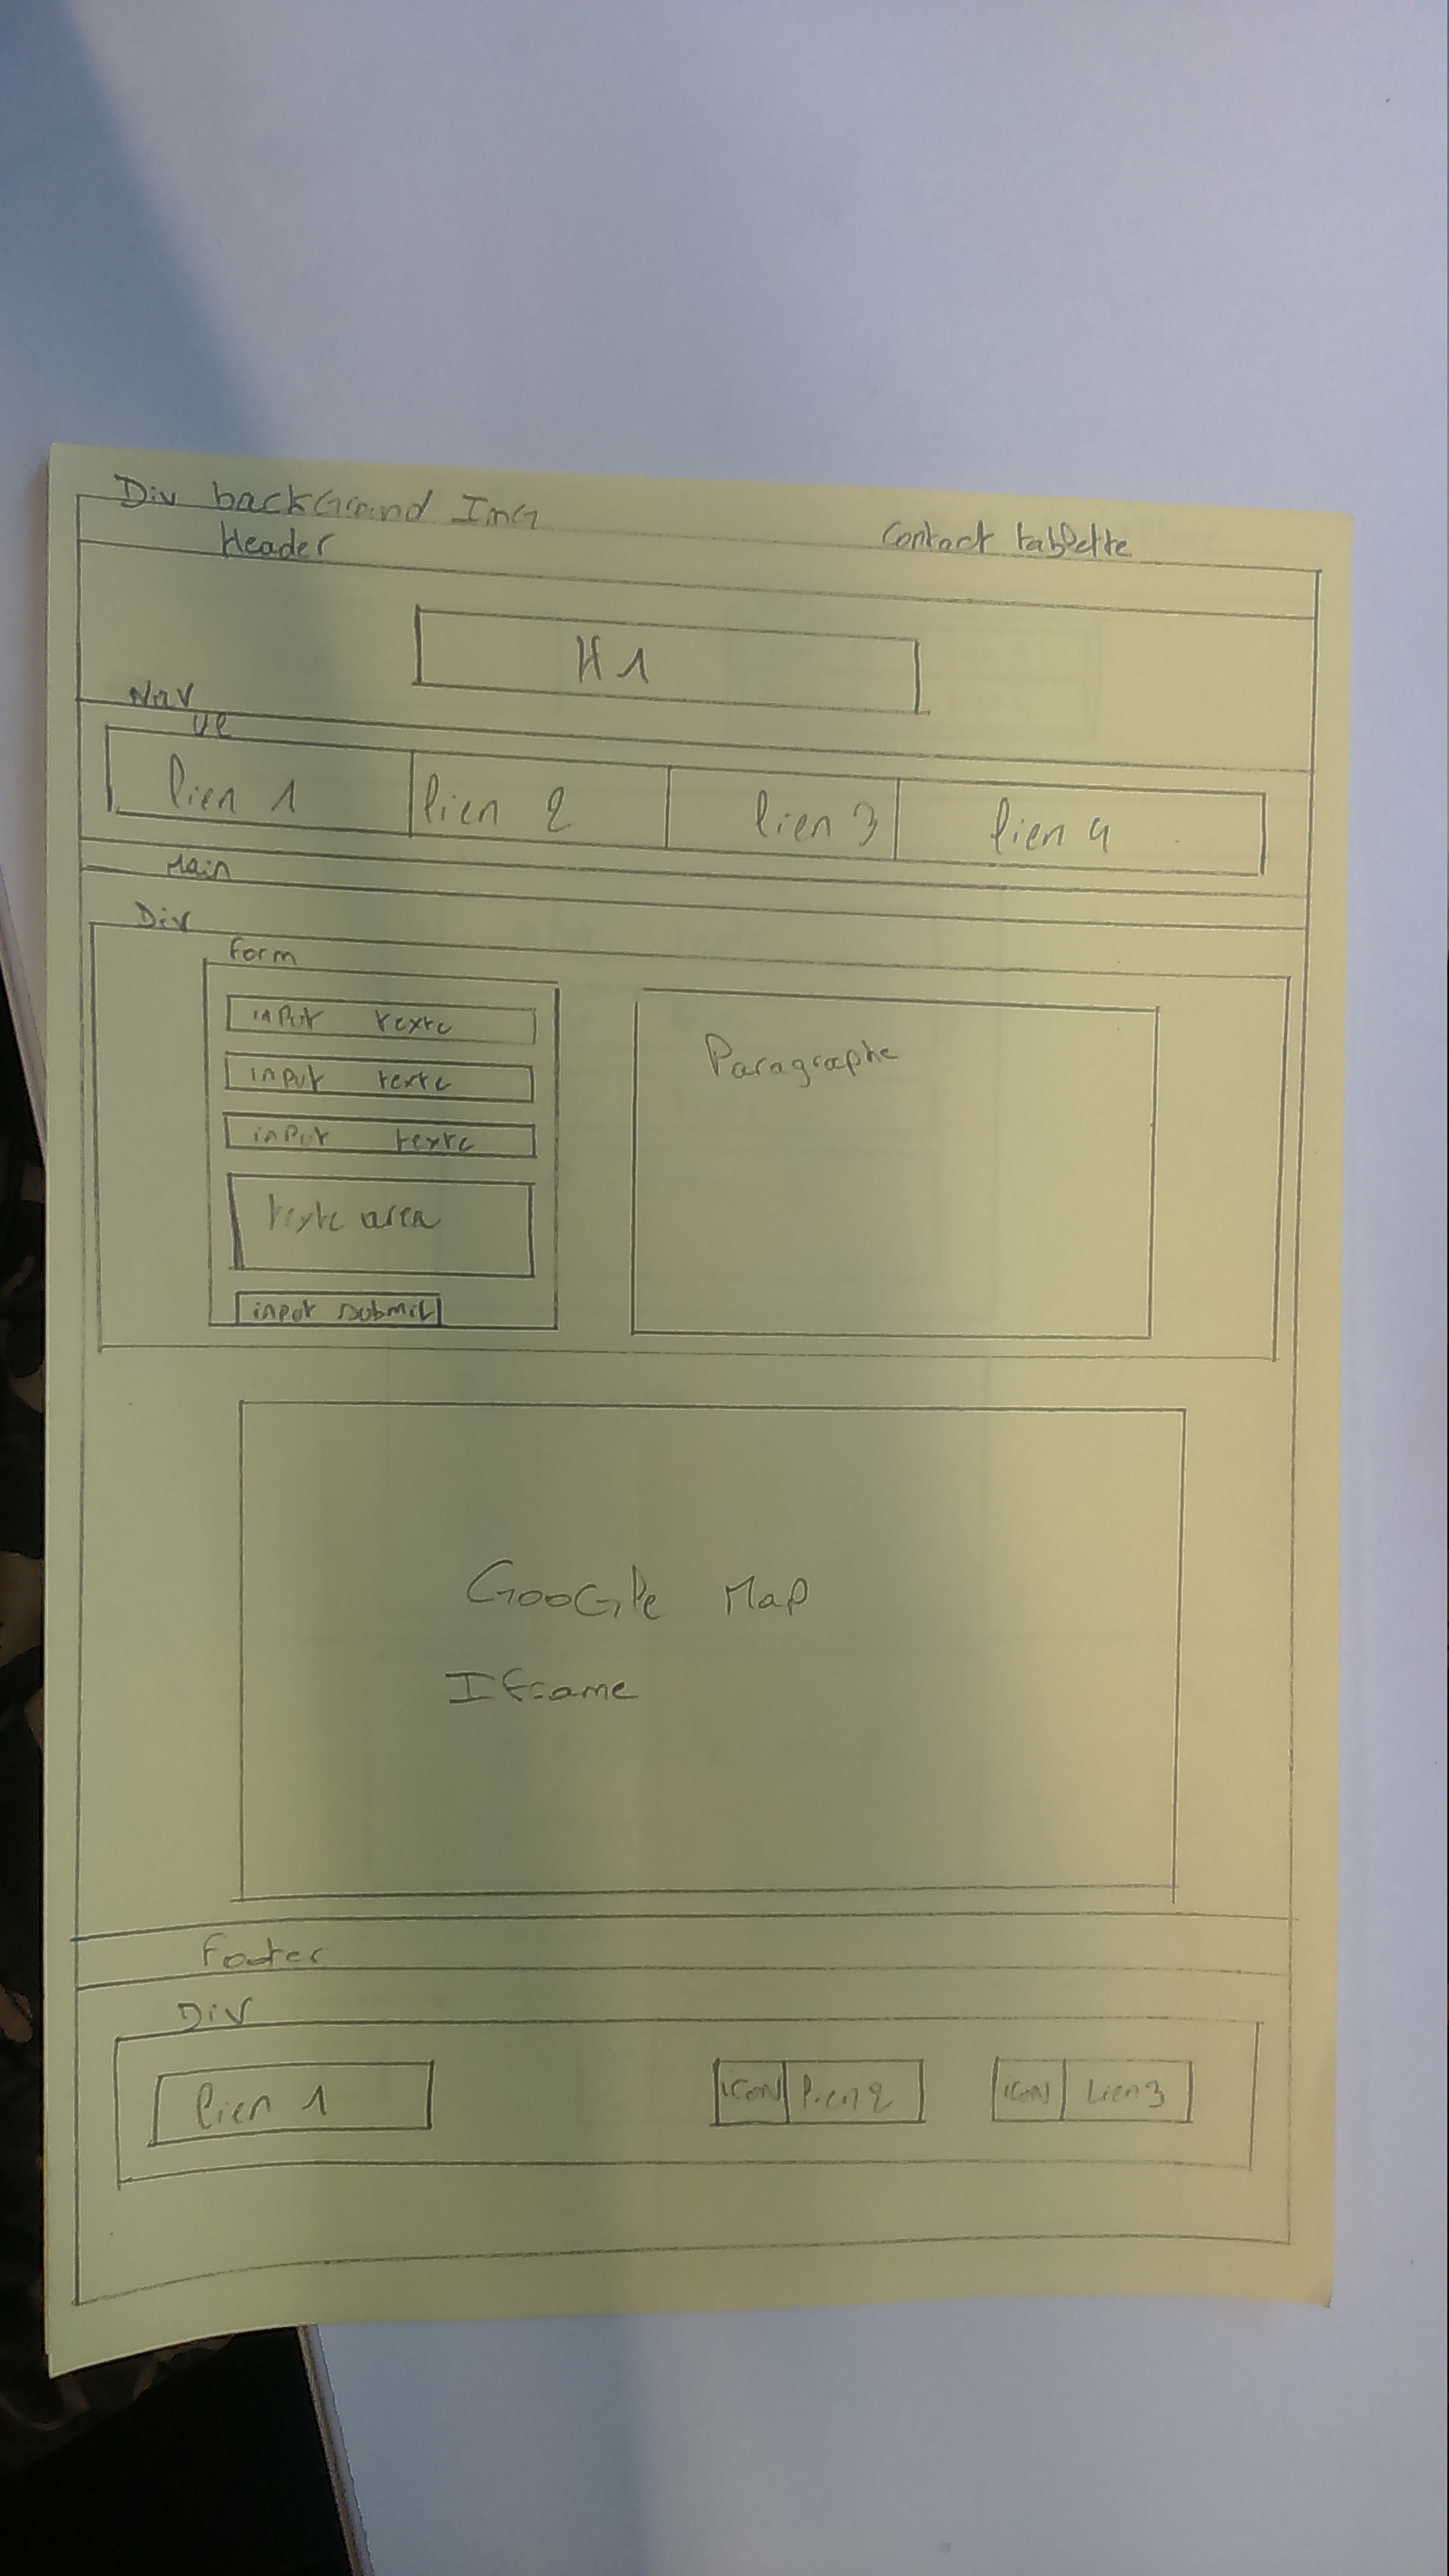 Div backGround ImG
Header
Contact tablette
H1
Nav
Ul
lien 1 lien 2 lien 3 lien 4
Main
Div
Form
input texte
input texte
input texte
texte area
input submit
Paragraphe
GooGle Map
Iframe
Footer
Div
lien 1 icon lien 2 icon Lien 3